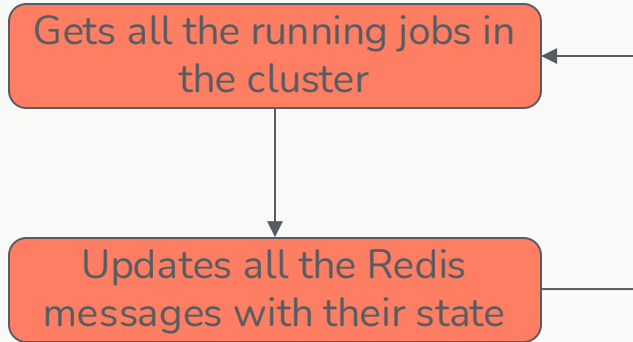 Gets all the running jobs in
the cluster
Updates all the Redis
messages with their state